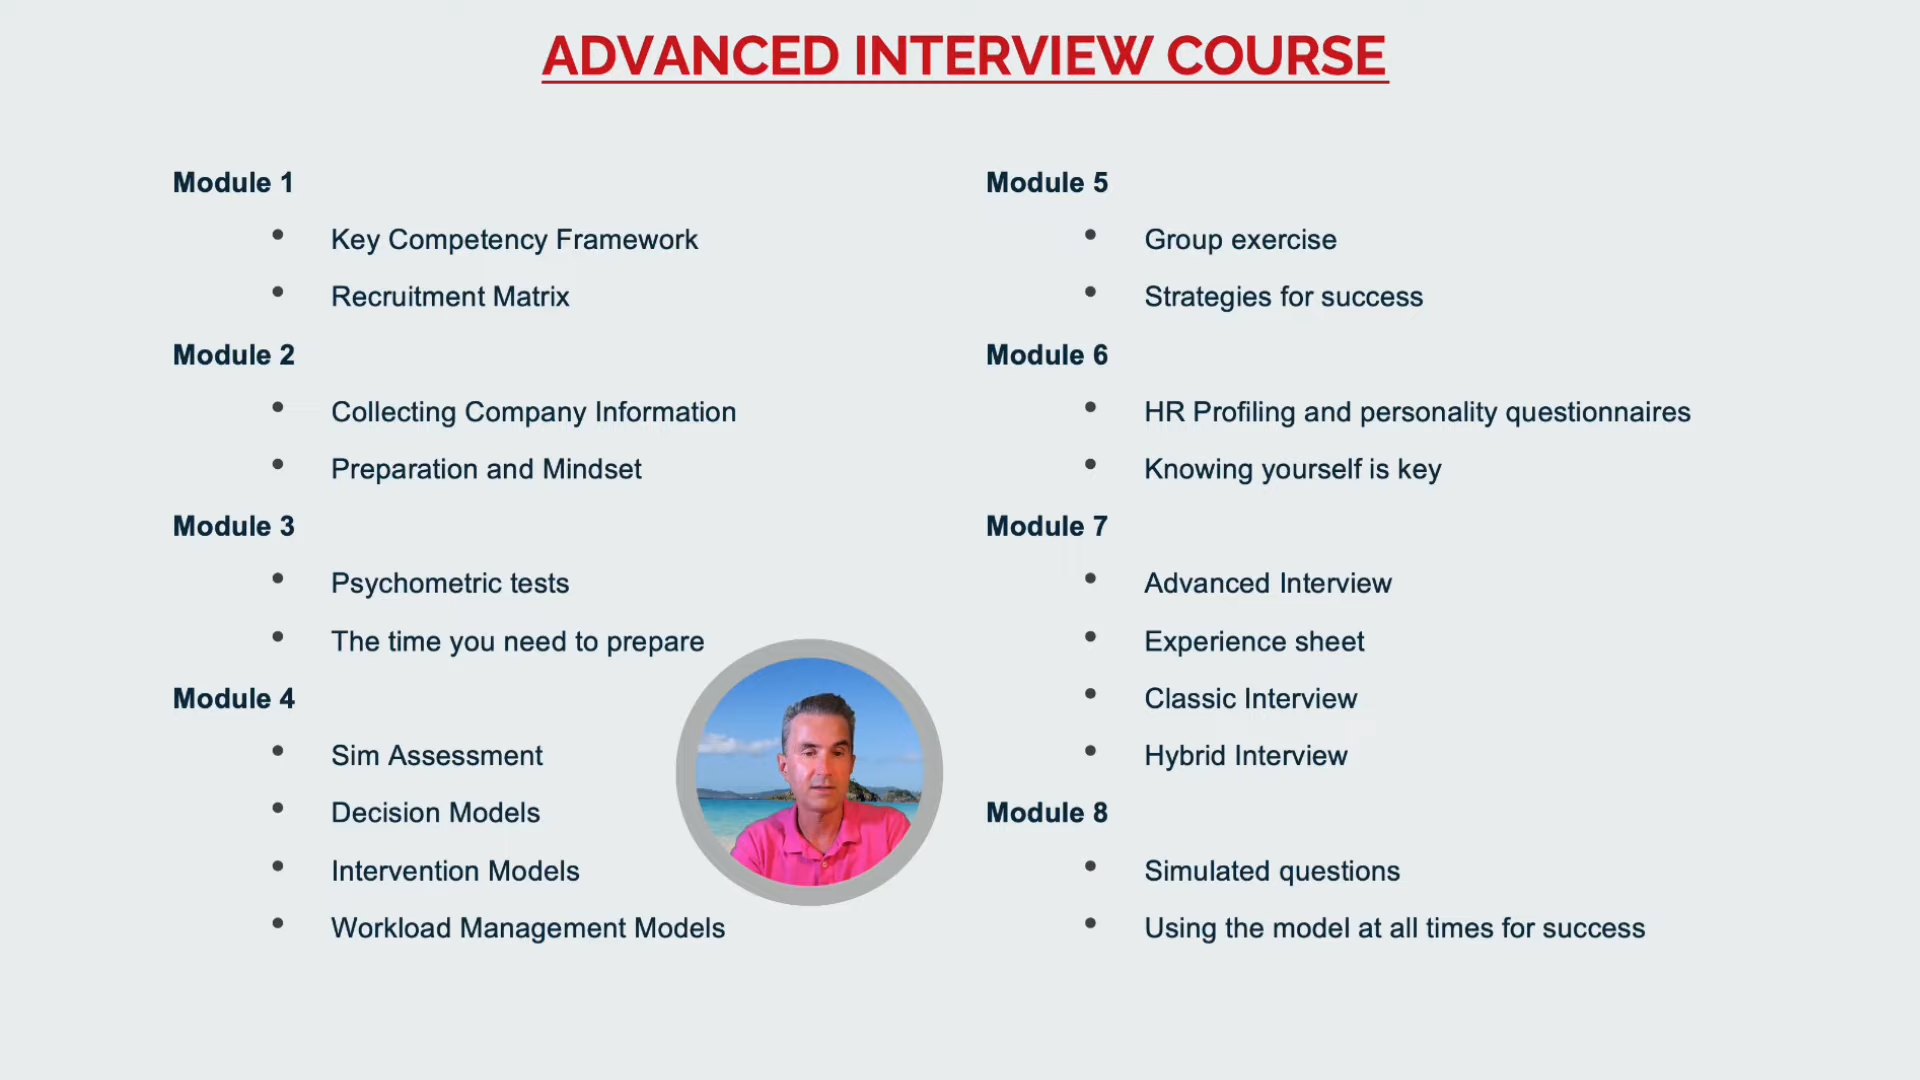 ADVANCED INTERVIEW COURSE
Module 1
Key Competency Framework
Recruitment Matrix
Module 2
Collecting Company Information
Preparation and Mindset
Module 3
Psychometric tests
The time you need to prepare
Module 4
Sim Assessment
Decision Models
Intervention Models
Workload Management Models
Module 5
Group exercise
Strategies for success
Module 6
HR Profiling and personality questionnaires
Knowing yourself is key
Module 7
Advanced Interview
Experience sheet
Classic Interview
Hybrid Interview
Module 8
Simulated questions
Using the model at all times for success